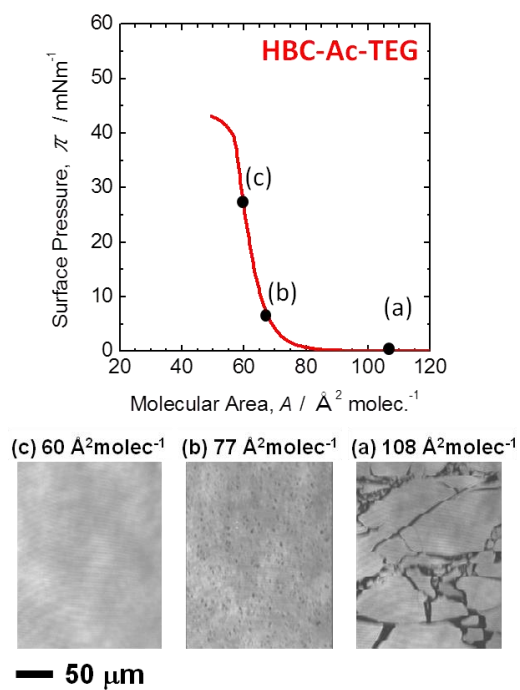 HBC-Ac-TEG
60
50
40
30
20
10
0
Surface Pressure, π / mNm⁻¹
(c)
(b)
(a)
20 40 60 80 100 120
Molecular Area, A / Å² molec.⁻¹
(c) 60 Å²molec⁻¹ (b) 77 Å²molec⁻¹ (a) 108 Å²molec⁻¹
50 μm